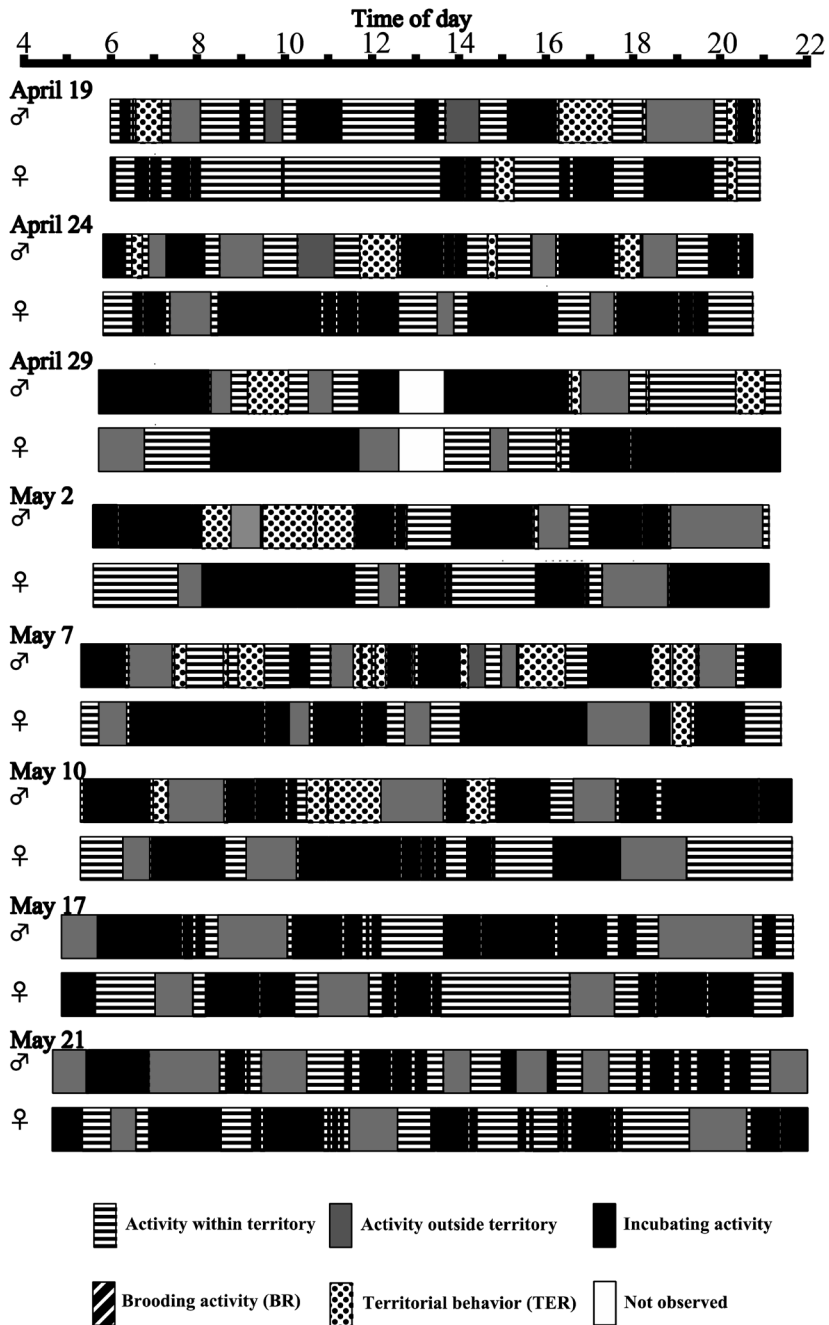 Time of day
4 6 8 10 12 14 16 18 20 22
April 19
♂
♀
April 24
♂
♀
April 29
♂
♀
May 2
♂
♀
May 7
♂
♀
May 10
♂
♀
May 17
♂
♀
May 21
♂
♀
Activity within territory Activity outside territory Incubating activity
Brooding activity (BR) Territorial behavior (TER) Not observed